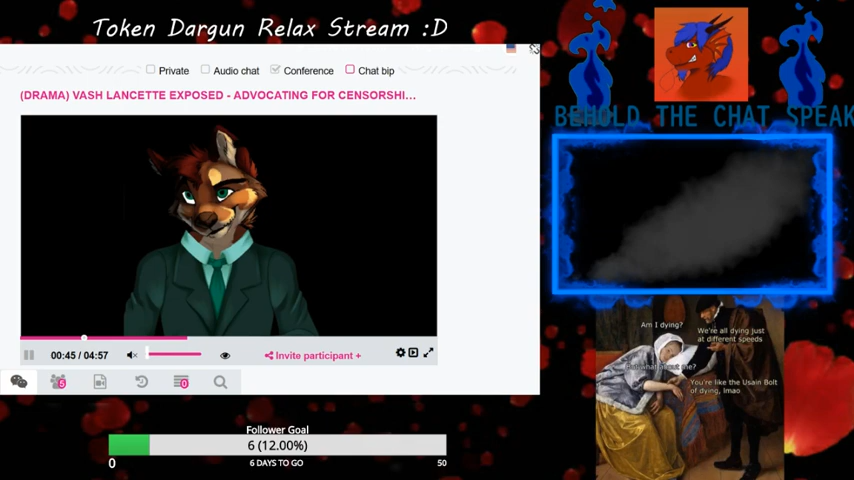 Token Dargun Relax Stream :D
Private
Audio chat
Conference
Chat bip
(DRAMA) VASH LANCETTE EXPOSED - ADVOCATING FOR CENSORSHI...
BEHOLD THE CHAT SPEAK
00:45 / 04:57
Invite participant +
5
0
Follower Goal
6 (12.00%)
0
6 DAYS TO GO
50
Am I dying?
We're all dying just
at different speeds
You're like the Usain Bolt
of dying, lmao